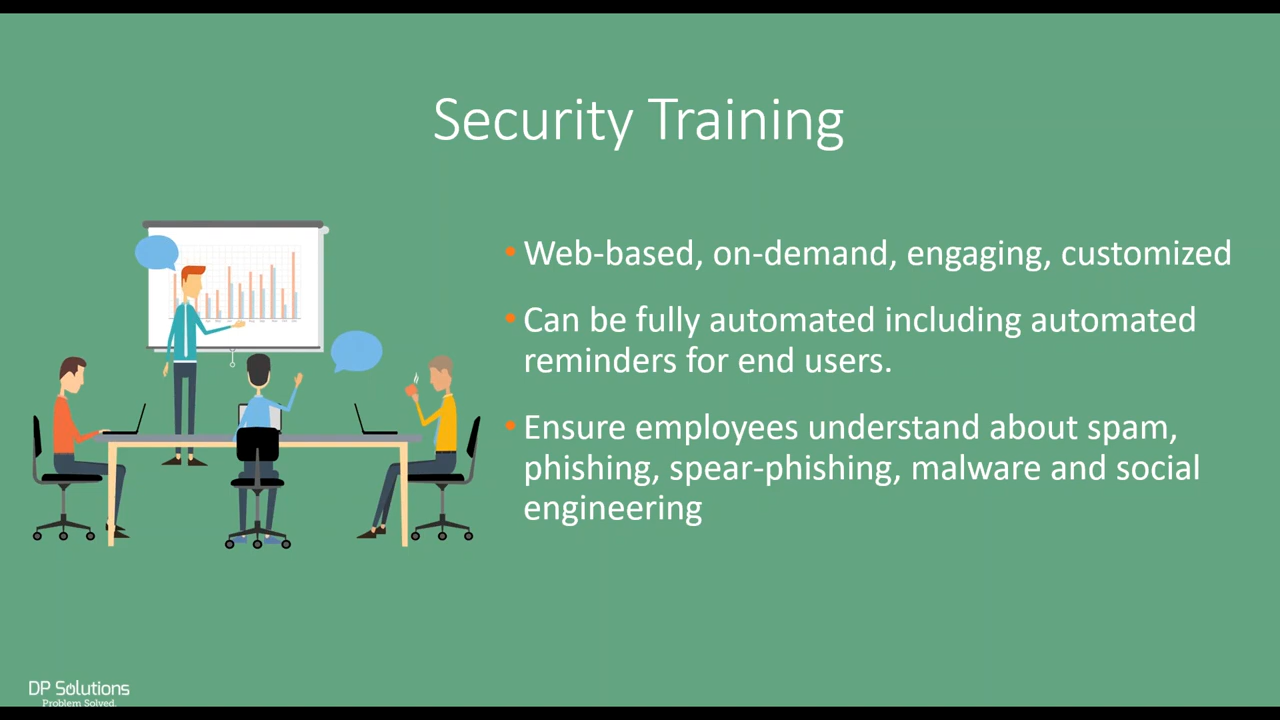 Security Training
• Web-based, on-demand, engaging, customized
• Can be fully automated including automated
reminders for end users.
• Ensure employees understand about spam,
phishing, spear-phishing, malware and social
engineering
DP Solutions
Problem Solved.